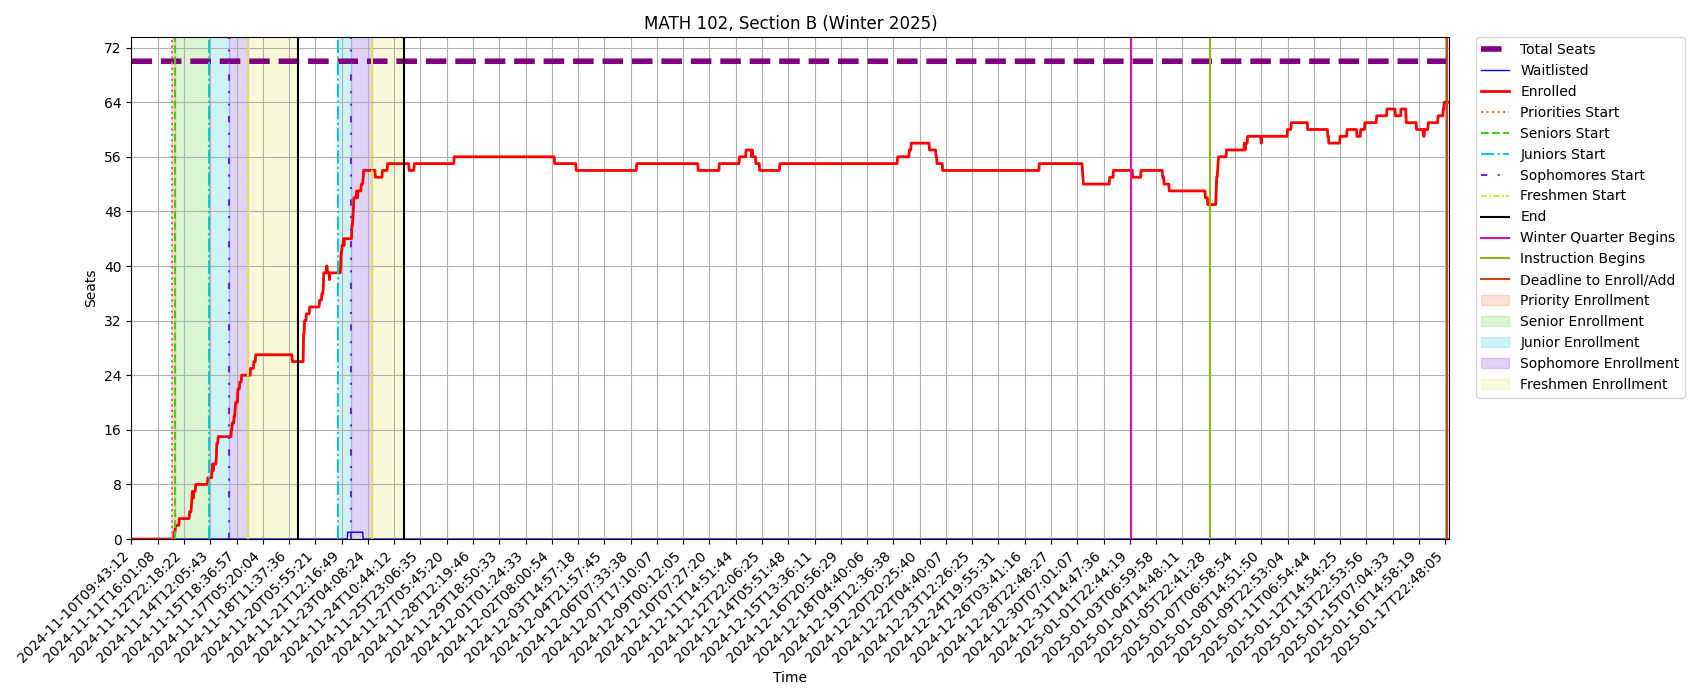 MATH 102, Section B (Winter 2025)
Seats
72
64
56
48
40
32
24
16
8
0
2024-11-10T09:43:12
2024-11-11T16:01:08
2024-11-12T22:18:22
2024-11-14T12:05:43
2024-11-15T18:36:57
2024-11-17T05:20:04
2024-11-18T11:37:36
2024-11-20T05:55:21
2024-11-21T12:16:49
2024-11-23T04:08:24
2024-11-24T10:44:12
2024-11-25T23:06:35
2024-11-27T05:45:20
2024-11-28T12:19:46
2024-11-29T18:50:33
2024-12-01T01:24:33
2024-12-02T08:00:54
2024-12-03T14:57:18
2024-12-04T21:57:45
2024-12-06T07:33:38
2024-12-07T17:10:07
2024-12-09T00:12:05
2024-12-10T07:27:20
2024-12-11T14:51:44
2024-12-12T22:06:25
2024-12-14T05:51:48
2024-12-15T13:36:11
2024-12-16T20:56:29
2024-12-18T04:40:06
2024-12-19T12:36:38
2024-12-20T20:25:40
2024-12-22T04:40:07
2024-12-23T12:26:25
2024-12-24T19:55:31
2024-12-26T03:41:16
2024-12-28T22:48:27
2024-12-30T07:01:07
2024-12-31T14:47:36
2025-01-01T22:44:19
2025-01-03T06:59:58
2025-01-04T14:48:11
2025-01-05T22:41:28
2025-01-07T06:58:54
2025-01-08T14:51:50
2025-01-09T22:53:04
2025-01-11T06:54:44
2025-01-12T14:54:25
2025-01-13T22:53:56
2025-01-15T07:04:33
2025-01-16T14:58:19
2025-01-17T22:48:05
Time
Total Seats
Waitlisted
Enrolled
Priorities Start
Seniors Start
Juniors Start
Sophomores Start
Freshmen Start
End
Winter Quarter Begins
Instruction Begins
Deadline to Enroll/Add
Priority Enrollment
Senior Enrollment
Junior Enrollment
Sophomore Enrollment
Freshmen Enrollment